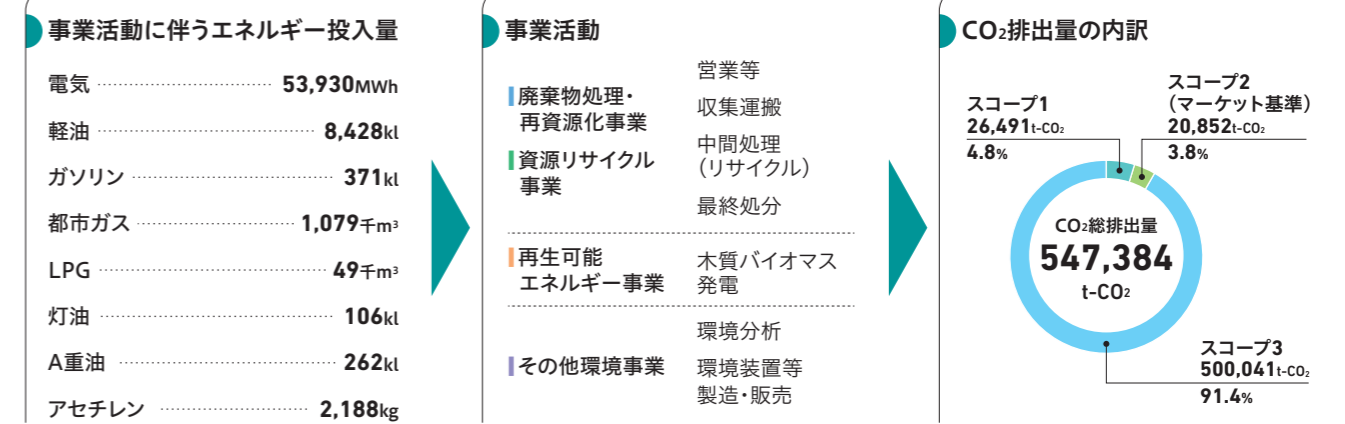 事業活動に伴うエネルギー投入量
電気 53,930MWh
軽油 8,428kl
ガソリン 371kl
都市ガス 1,079千m³
LPG 49千m³
灯油 106kl
A重油 262kl
アセチレン 2,188kg
事業活動
廃棄物処理・
再資源化事業
資源リサイクル
事業
営業等
収集運搬
中間処理
（リサイクル）
最終処分
再生可能
エネルギー事業
木質バイオマス
発電
その他環境事業
環境分析
環境装置等
製造・販売
CO₂排出量の内訳
スコープ1
26,491t-CO₂
4.8%
スコープ2
（マーケット基準）
20,852t-CO₂
3.8%
CO₂総排出量
547,384
t-CO₂
スコープ3
500,041t-CO₂
91.4%